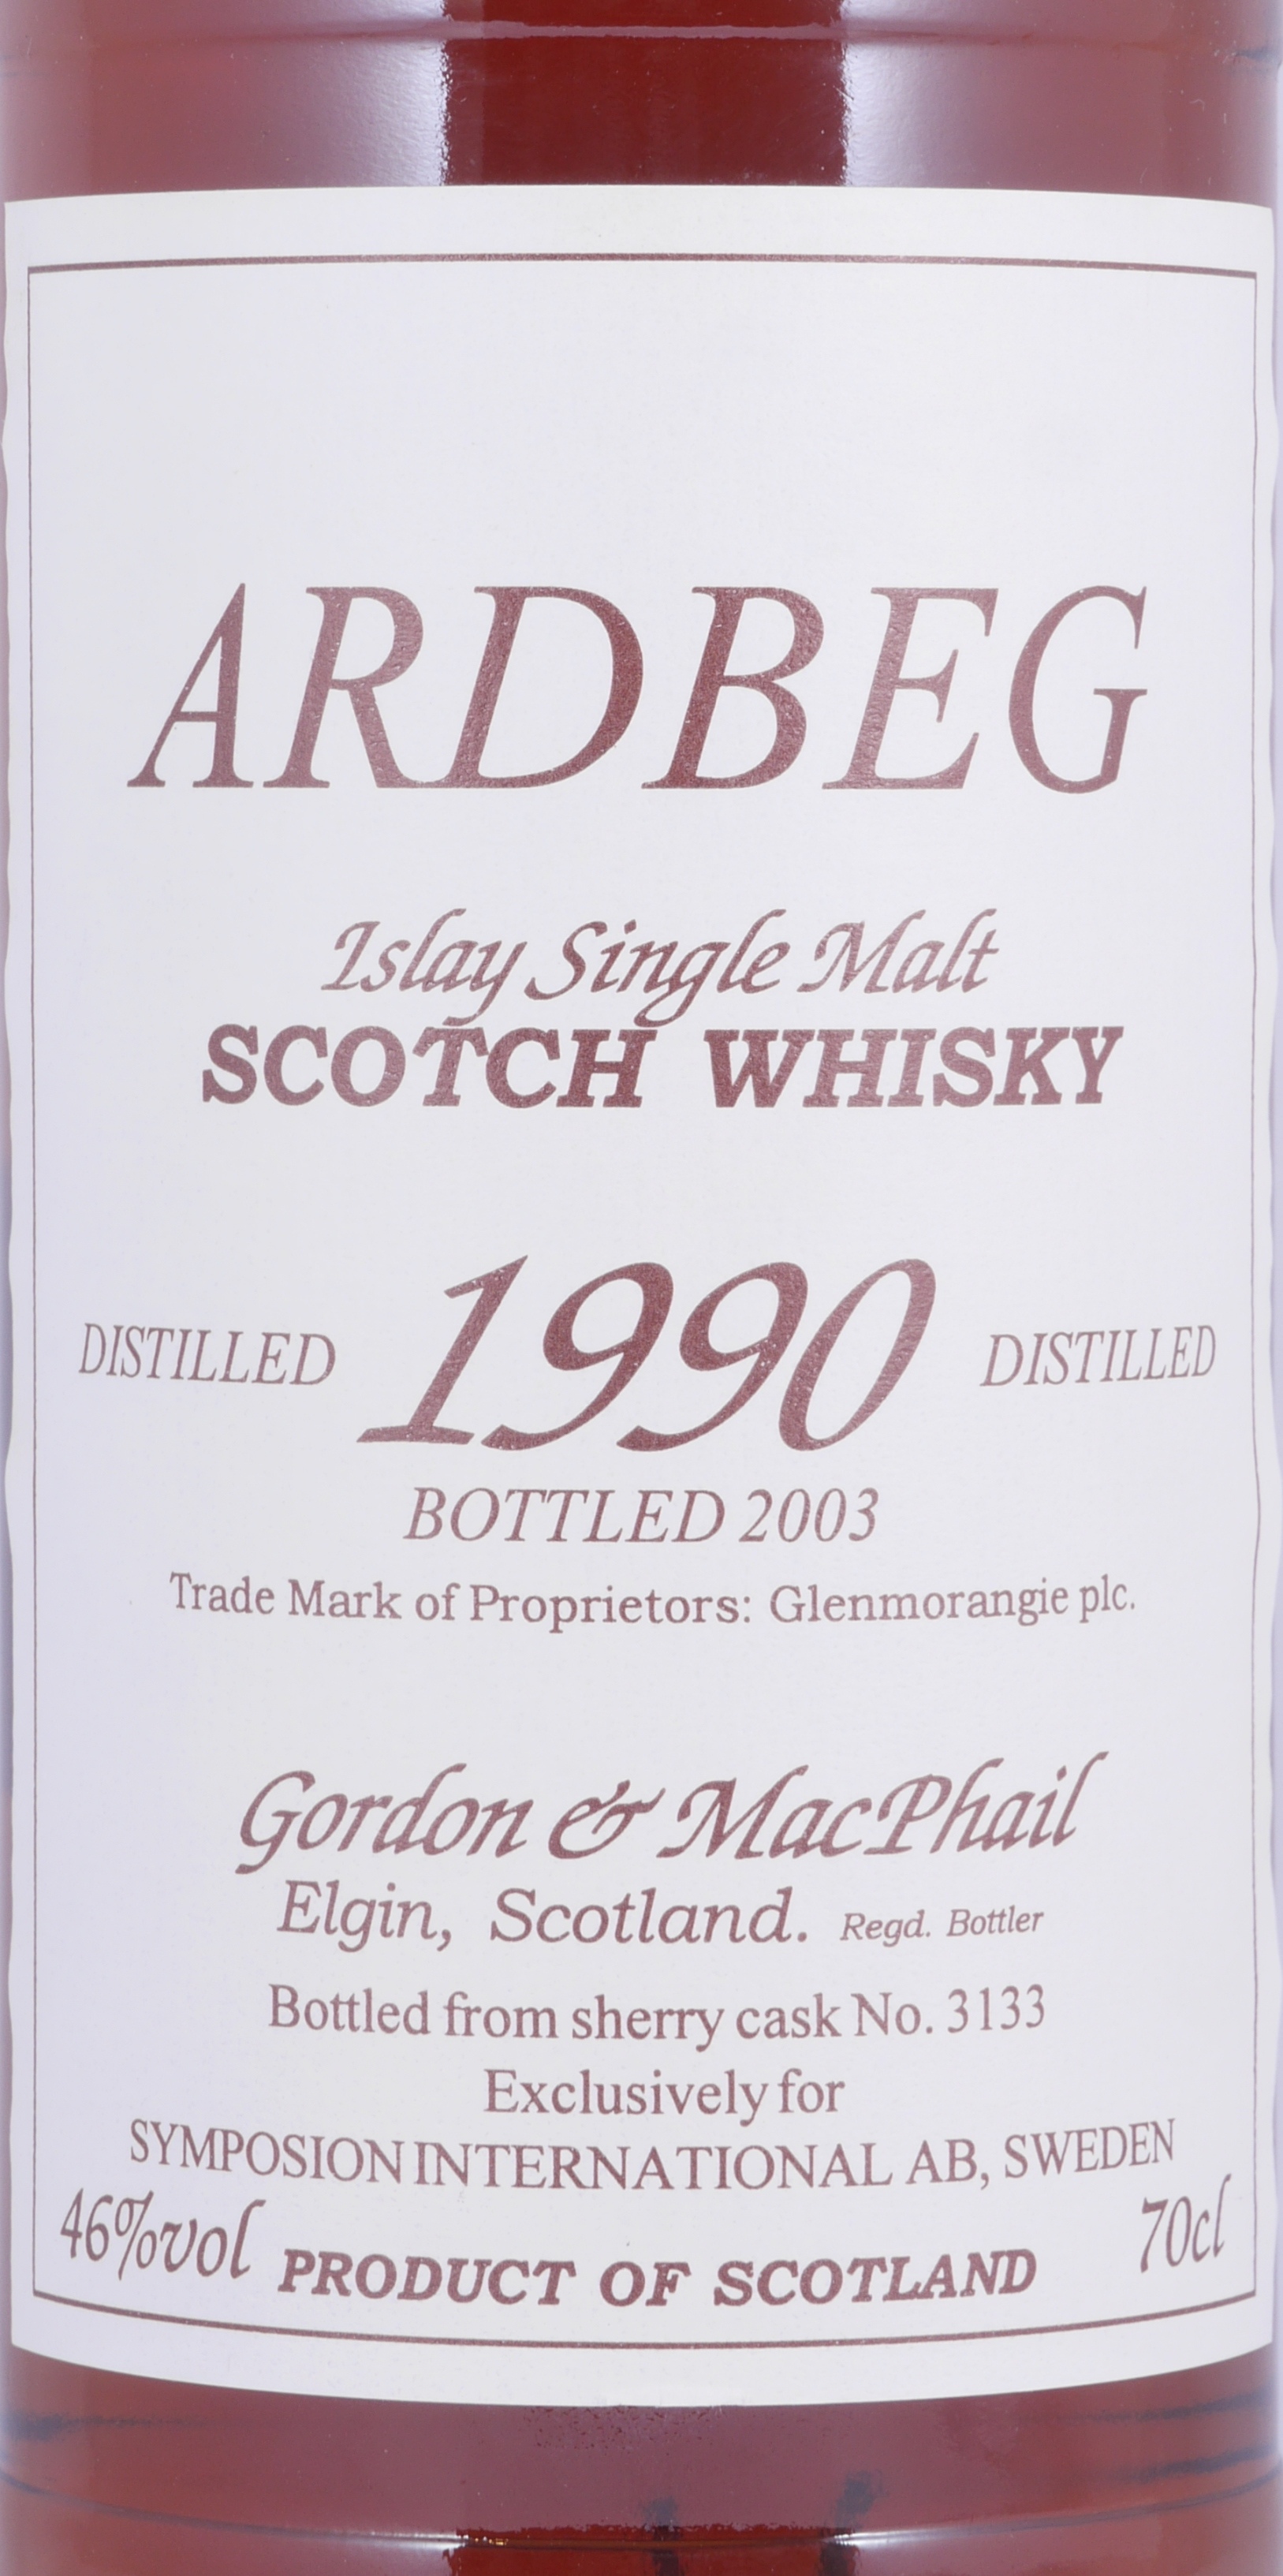 ARDBEG
Islay Single Malt
SCOTCH WHISKY
DISTILLED 1990 DISTILLED
BOTTLED 2003
Trade Mark of Proprietors: Glenmorangie plc.
Gordon & MacPhail
Elgin, Scotland. Regd. Bottler
Bottled from sherry cask No. 3133
Exclusively for
SYMPOSION INTERNATIONAL AB, SWEDEN
46%vol PRODUCT OF SCOTLAND 70cl